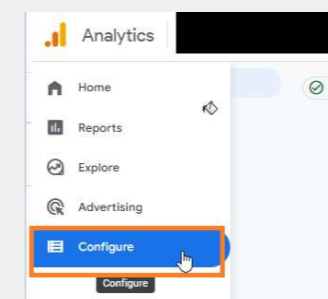 Analytics
Home
Reports
Explore
Advertising
Configure
Configure